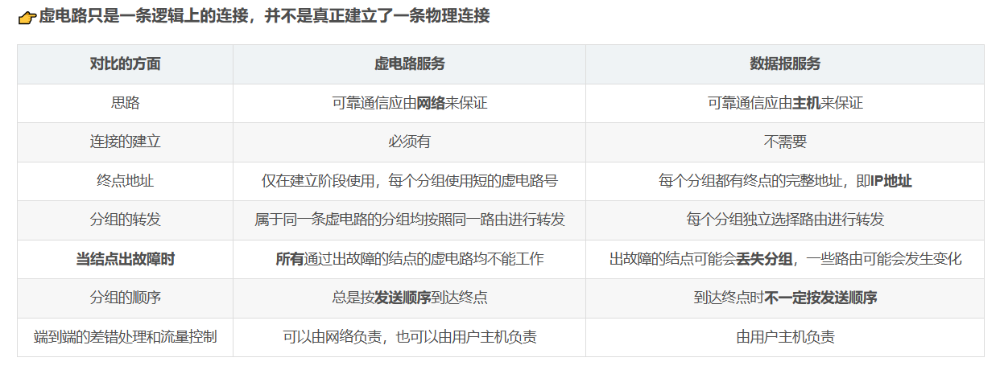 👉虚电路只是一条逻辑上的连接，并不是真正建立了一条物理连接
对比的方面 虚电路服务 数据报服务
思路 可靠通信应由网络来保证 可靠通信应由主机来保证
连接的建立 必须有 不需要
终点地址 仅在建立阶段使用，每个分组使用短的虚电路号 每个分组都有终点的完整地址，即IP地址
分组的转发 属于同一条虚电路的分组均按照同一路由进行转发 每个分组独立选择路由进行转发
当结点出故障时 所有通过出故障的结点的虚电路均不能工作 出故障的结点可能会丢失分组，一些路由可能会发生变化
分组的顺序 总是按发送顺序到达终点 到达终点时不一定按发送顺序
端到端的差错处理和流量控制 可以由网络负责，也可以由用户主机负责 由用户主机负责